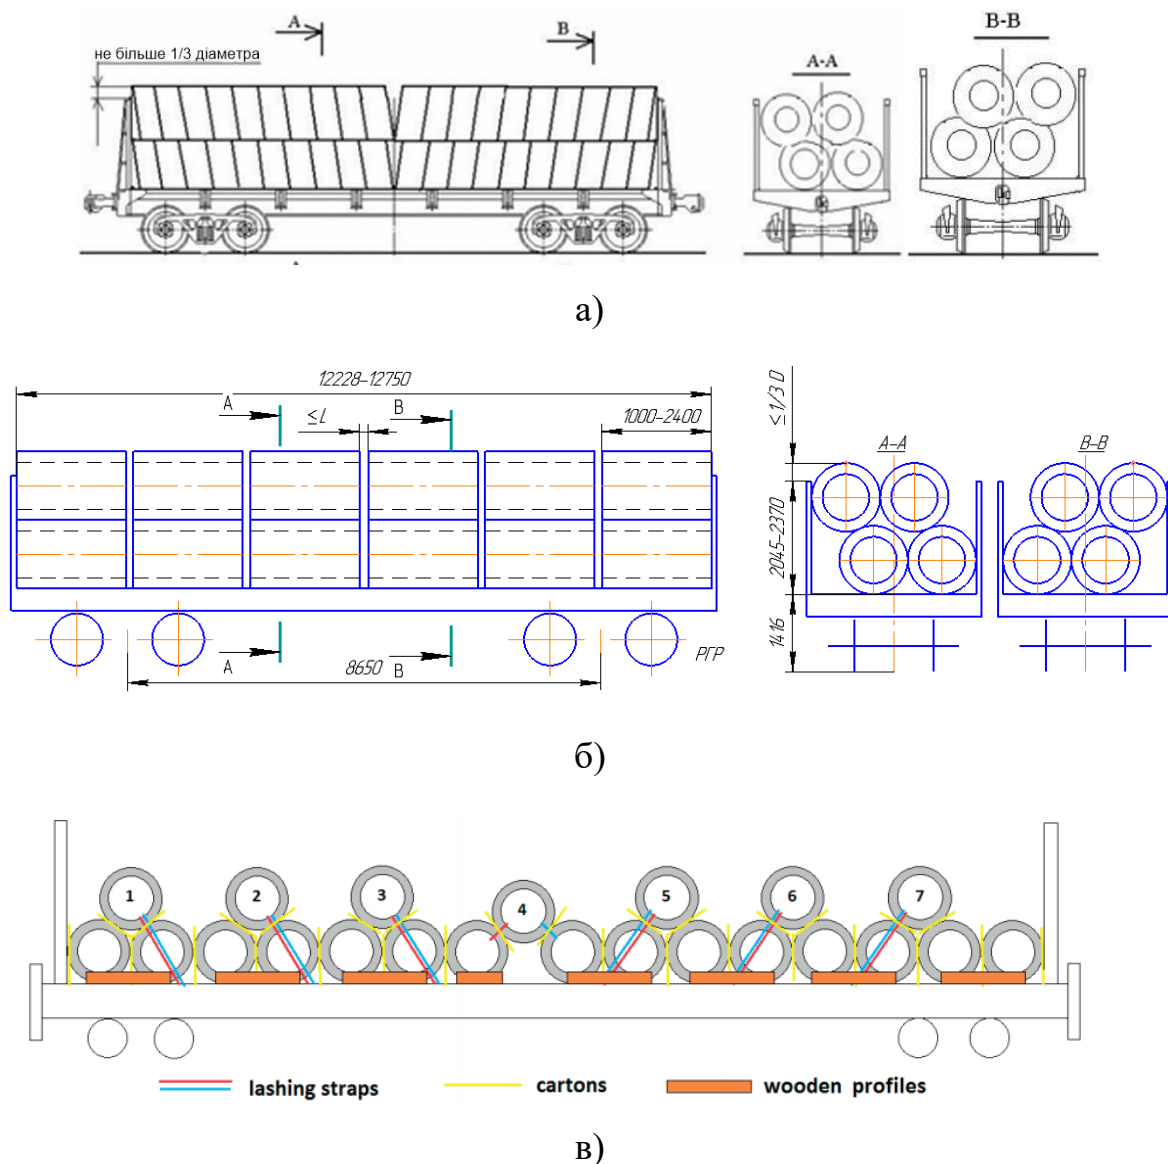 А
В
В-В
не більше 1/3 діаметра
А-А
а)
12228–12750
А
≤L
В
1000–2400
≤1/3 D
А–А
В–В
2045–2370
1416
А
8650
В
РГР
б)
1
2
3
4
5
6
7
lashing straps
cartons
wooden profiles
в)